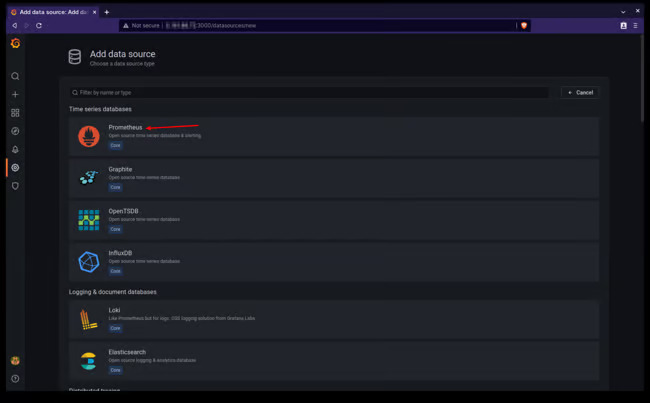 Add data source: Add dat
Not secure
:3000/datasources/new
Add data source
Choose a data source type
Filter by name or type
Cancel
Time series databases
Prometheus
Open source time series database & alerting
Core
Graphite
Open source time series database
Core
OpenTSDB
Open source time series database
Core
InfluxDB
Open source time series database
Core
Logging & document databases
Loki
Like Prometheus but for logs. OSS logging solution from Grafana Labs
Core
Elasticsearch
Open source logging & analytics database
Core
Distributed tracing